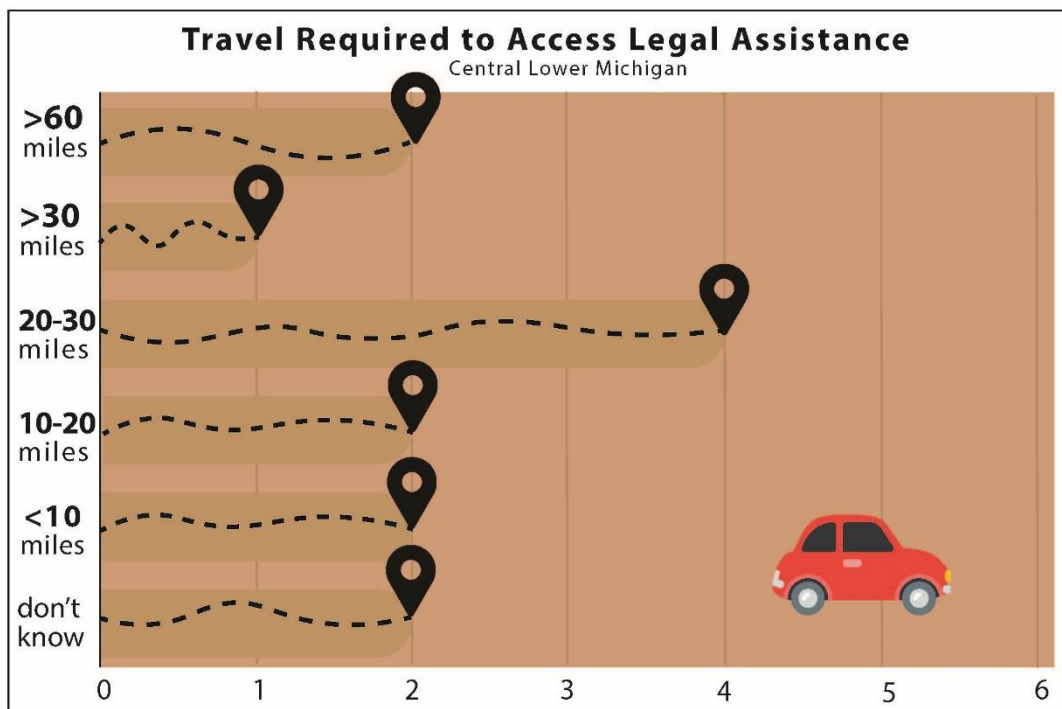 Travel Required to Access Legal Assistance
Central Lower Michigan
>60
miles
>30
miles
20-30
miles
10-20
miles
<10
miles
don't
know
0 1 2 3 4 5 6